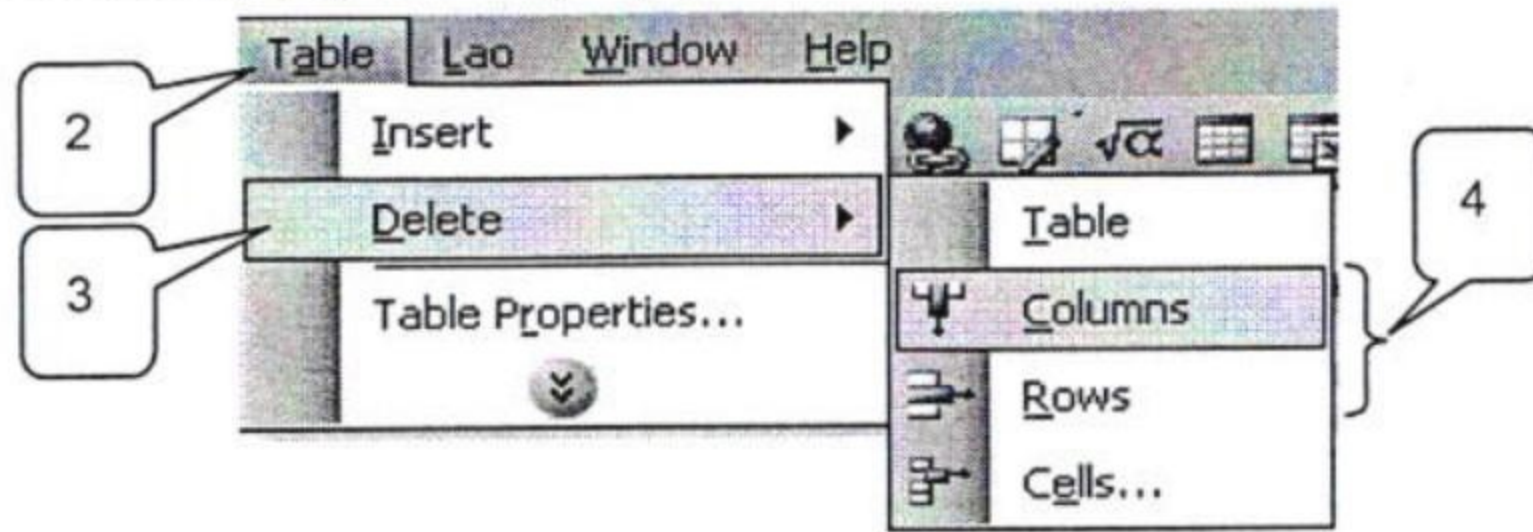 Table Lao Window Help
2
Insert
Delete
3
Table Properties...
Table
Columns
Rows
Cells...
4